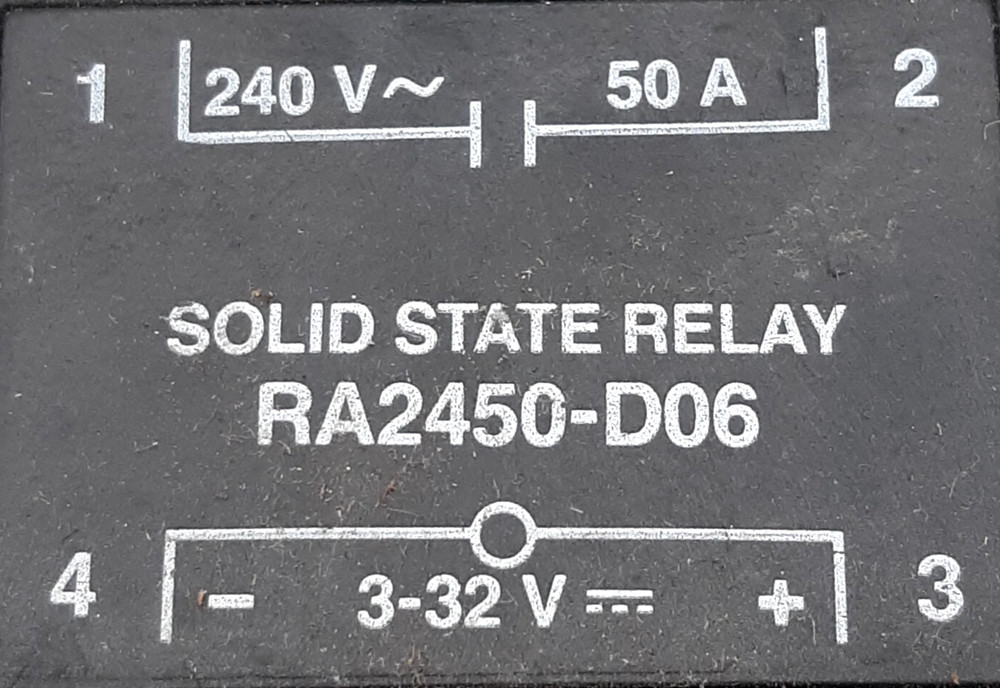 1 240 V~ 50 A 2
SOLID STATE RELAY
RA2450-D06
4 - 3-32 V ⎓ + 3